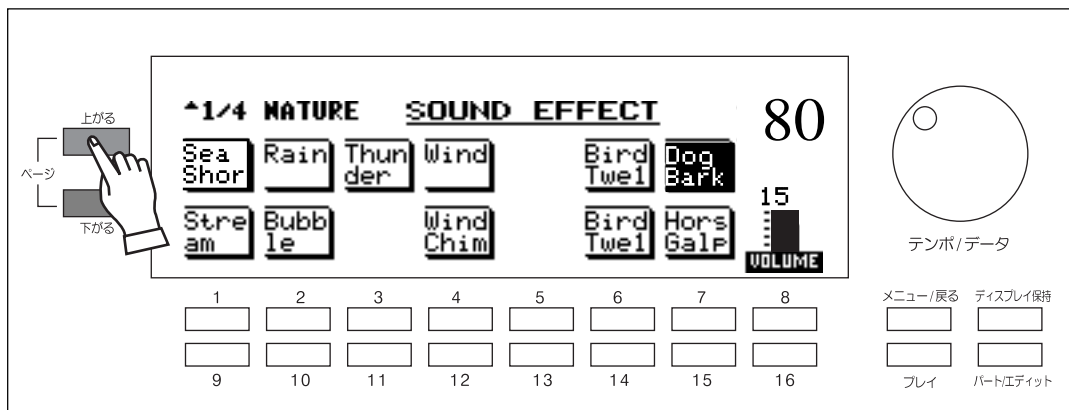 ▲1/4 NATURE SOUND EFFECT 80
上がる
ページ
下がる
Sea Shor
Rain
Thun der
Wind
Bird Twel
Dog Bark
15
Stre am
Bubb le
Wind Chim
Bird Twel
Hors Galp
VOLUME
テンポ/データ
1 2 3 4 5 6 7 8
9 10 11 12 13 14 15 16
メニュー/戻る ディスプレイ保持
プレイ パート/エディット